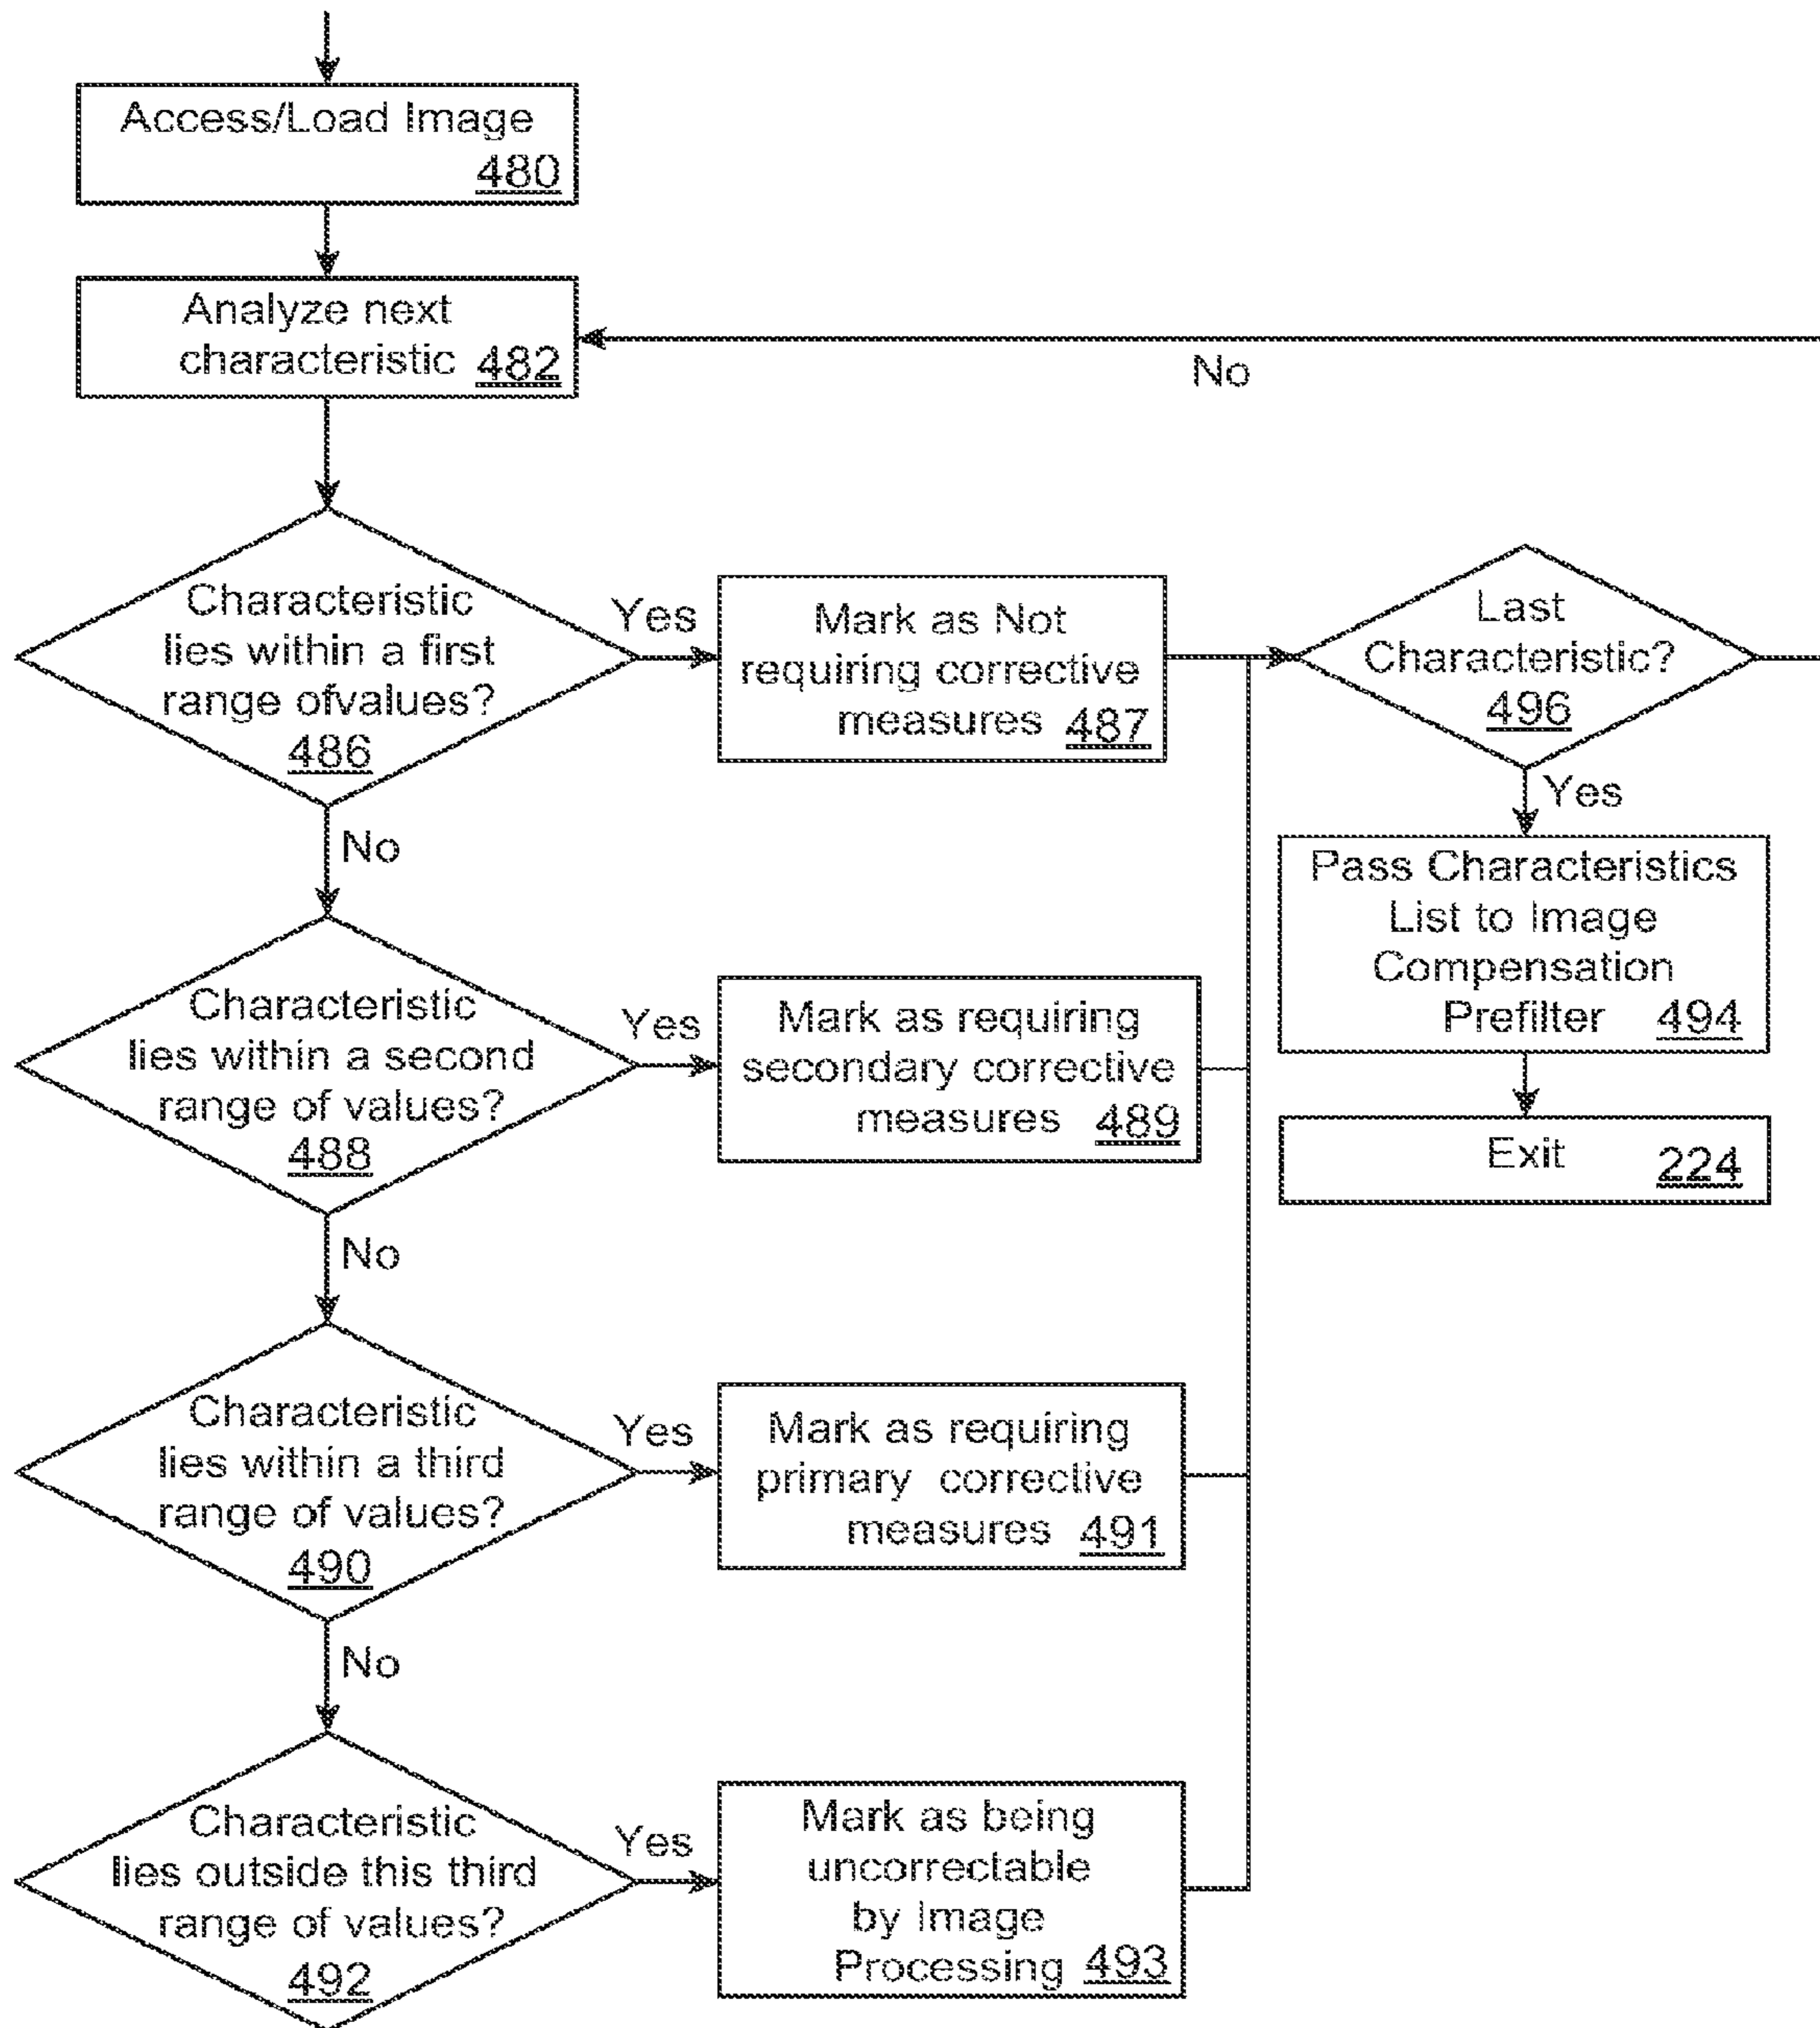 Access/Load Image
480
Analyze next
characteristic 482
No
Characteristic
lies within a first
range ofvalues?
486
Yes
Mark as Not
requiring corrective
measures 487
Last
Characteristic?
496
Yes
Pass Characteristics
List to Image
Compensation
Prefilter 494
Exit 224
No
Characteristic
lies within a second
range of values?
488
Yes
Mark as requiring
secondary corrective
measures 489
No
Characteristic
lies within a third
range of values?
490
Yes
Mark as requiring
primary corrective
measures 491
No
Characteristic
lies outside this third
range of values?
492
Yes
Mark as being
uncorrectable
by Image
Processing 493